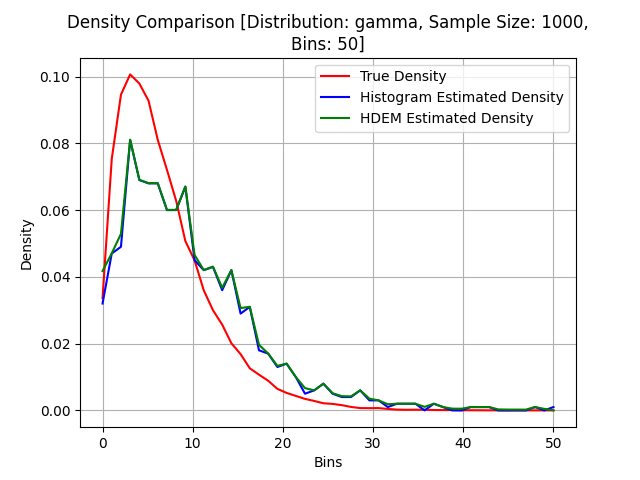 Density Comparison [Distribution: gamma, Sample Size: 1000,
Bins: 50]
True Density
Histogram Estimated Density
HDEM Estimated Density
Density
0.10
0.08
0.06
0.04
0.02
0.00
0
10
20
30
40
50
Bins